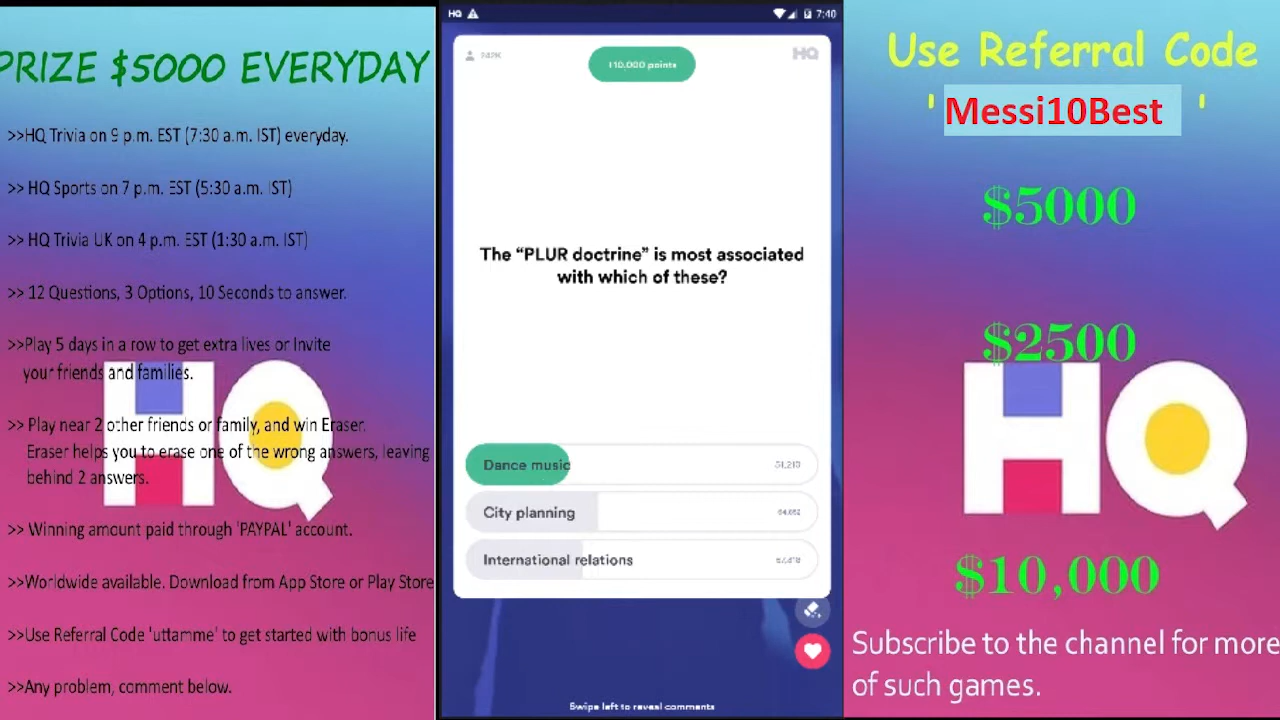 PRIZE $5000 EVERYDAY
>>HQ Trivia on 9 p.m. EST (7:30 a.m. IST) everyday.
>> HQ Sports on 7 p.m. EST (5:30 a.m. IST)
>> HQ Trivia UK on 4 p.m. EST (1:30 a.m. IST)
>> 12 Questions, 3 Options, 10 Seconds to answer.
>>Play 5 days in a row to get extra lives or Invite
your friends and families.
>> Play near 2 other friends or family, and win Eraser.
Eraser helps you to erase one of the wrong answers, leaving
behind 2 answers.
>> Winning amount paid through 'PAYPAL' account.
>>Worldwide available. Download from App Store or Play Store
>>Use Referral Code 'uttamme' to get started with bonus life
>>Any problem, comment below.
HQ
HQ
7:40
HQ
110,000 points
The “PLUR doctrine” is most associated
with which of these?
Dance music
City planning
International relations
Swipe left to reveal comments
Use Referral Code
' Messi10Best '
$5000
$2500
HQ
$10,000
Subscribe to the channel for more
of such games.